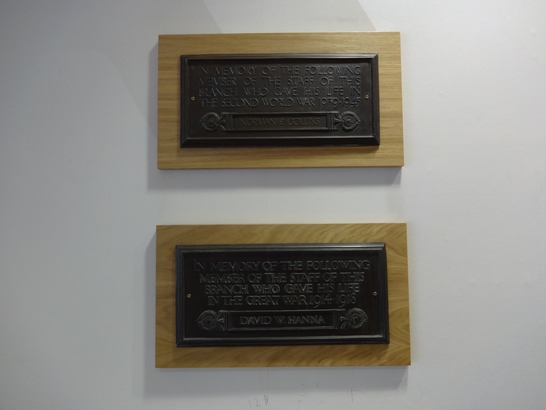 IN MEMORY OF THE FOLLOWING
MEMBER OF THE STAFF OF THIS
BRANCH WHO GAVE HIS LIFE IN
THE SECOND WORLD WAR 1939-1945
NORMAN
IN MEMORY OF THE FOLLOWING
MEMBER OF THE STAFF OF THIS
BRANCH WHO GAVE HIS LIFE
IN THE GREAT WAR 1914 1918
DAVID W. HANNA